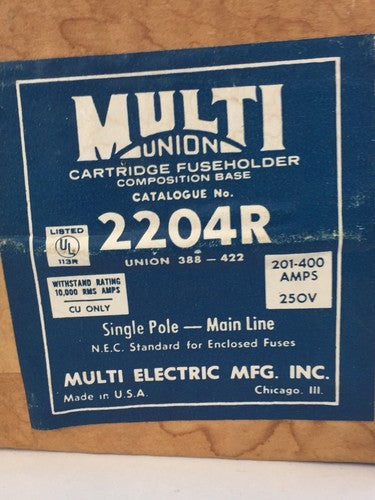 MULTI
UNION
CARTRIDGE FUSEHOLDER
COMPOSITION BASE
CATALOGUE No.
2204R
UNION 388-422
LISTED
UL
113R
WITHSTAND RATING
10,000 RMS AMPS
CU ONLY
201-400
AMPS
250V
Single Pole — Main Line
N.E.C. Standard for Enclosed Fuses
MULTI ELECTRIC MFG. INC.
Made in U.S.A. Chicago. Ill.